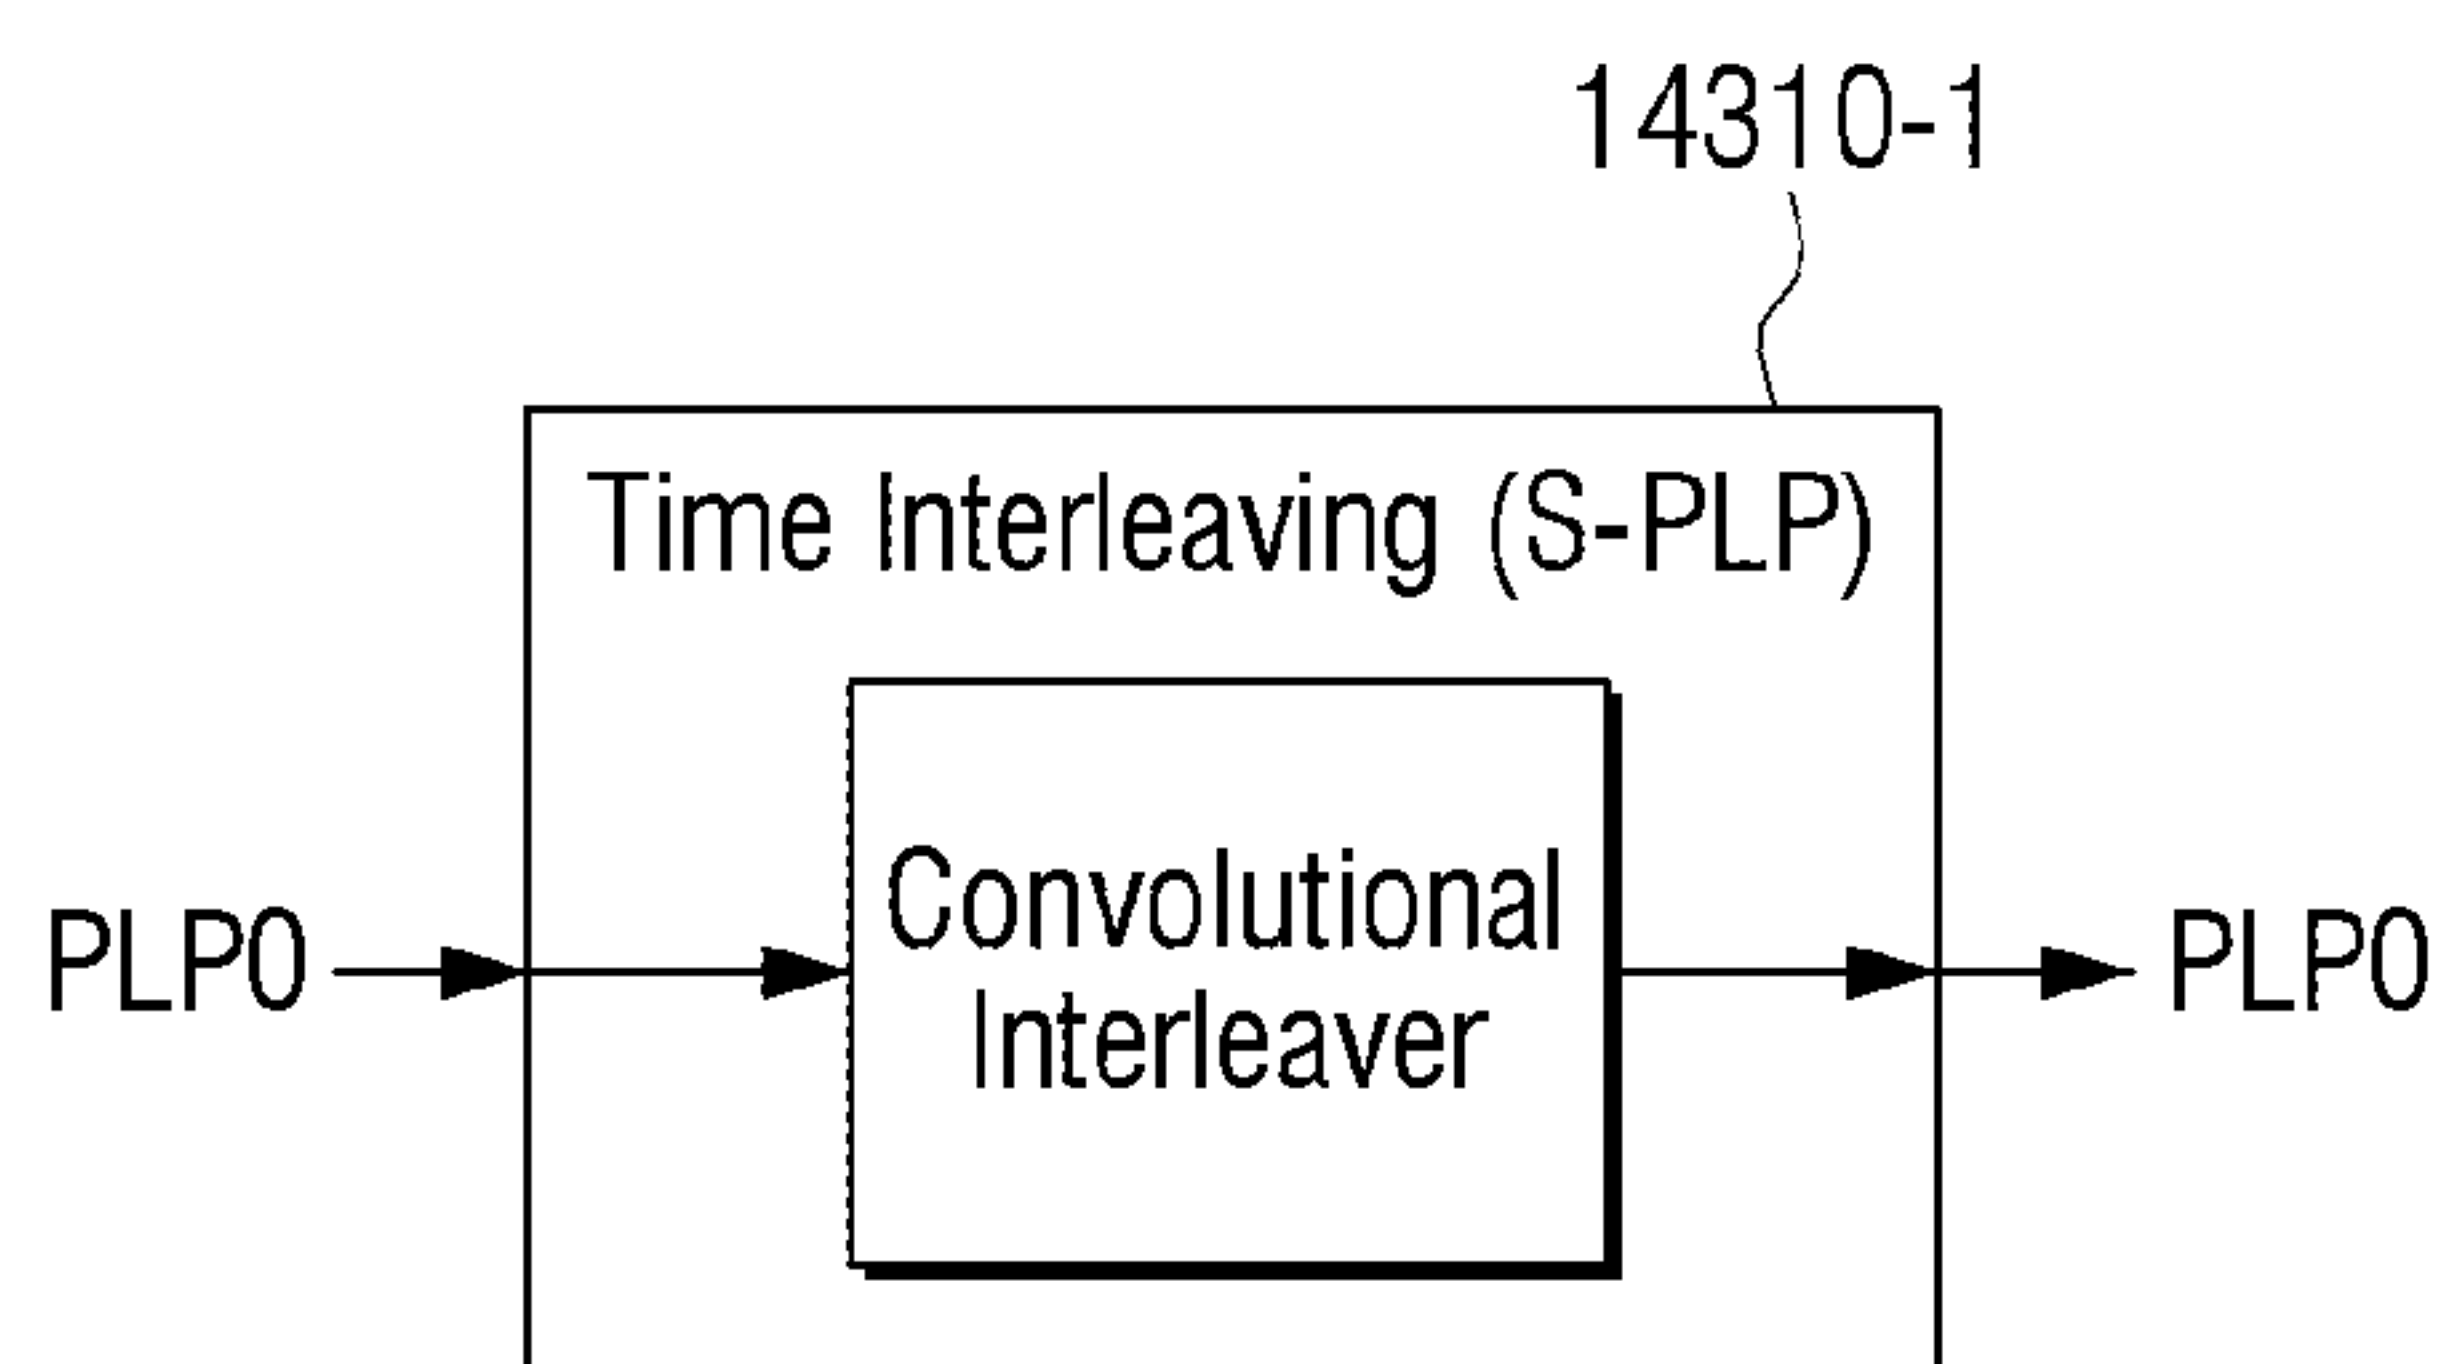 14310-1
Time Interleaving (S-PLP)
PLP0
Convolutional
Interleaver
PLP0